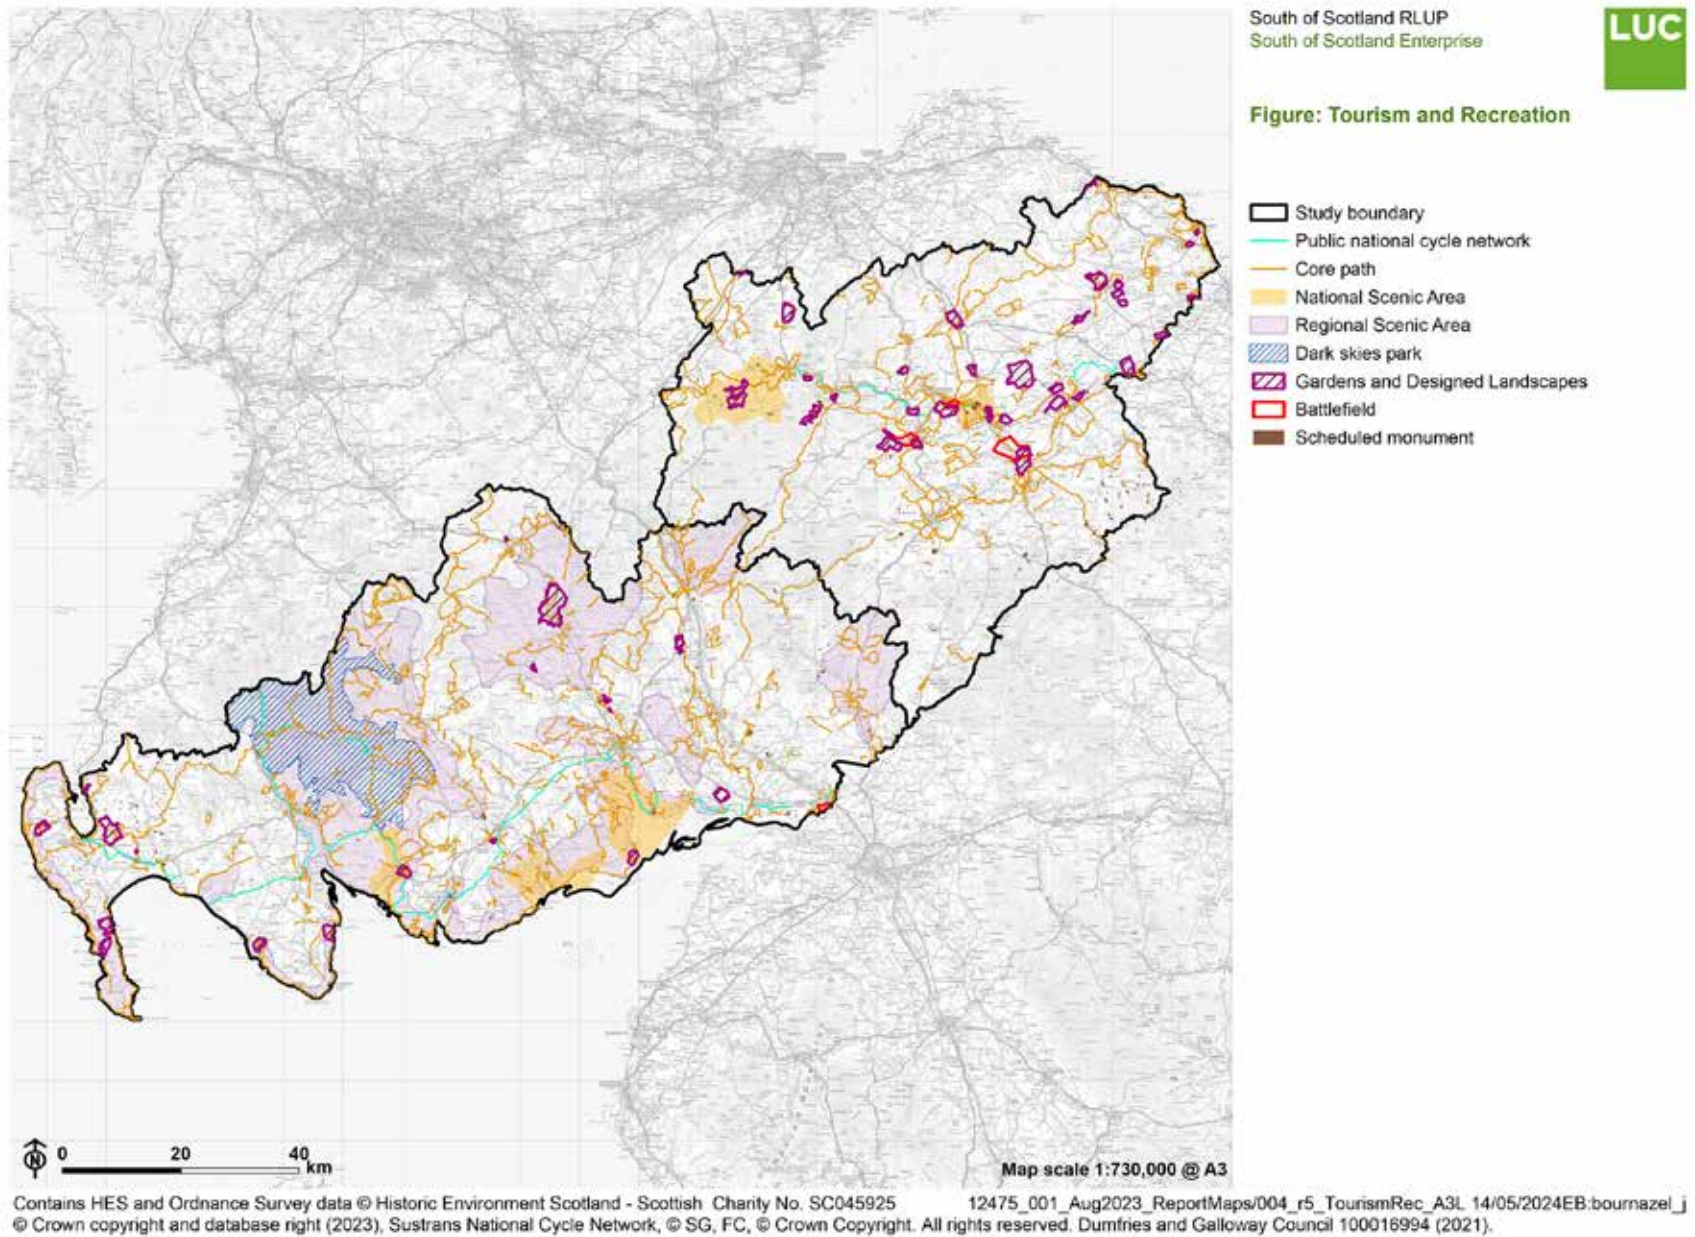 South of Scotland RLUP
South of Scotland Enterprise
LUC
Figure: Tourism and Recreation
Study boundary
Public national cycle network
Core path
National Scenic Area
Regional Scenic Area
Dark skies park
Gardens and Designed Landscapes
Battlefield
Scheduled monument
N
0 20 40 km
Map scale 1:730,000 @ A3
Contains HES and Ordnance Survey data © Historic Environment Scotland - Scottish Charity No. SC045925 12475_001_Aug2023_ReportMaps/004_r5_TourismRec_A3L 14/05/2024EB:bournazel_j
© Crown copyright and database right (2023), Sustrans National Cycle Network, © SG, FC, © Crown Copyright. All rights reserved. Dumfries and Galloway Council 100016994 (2021).